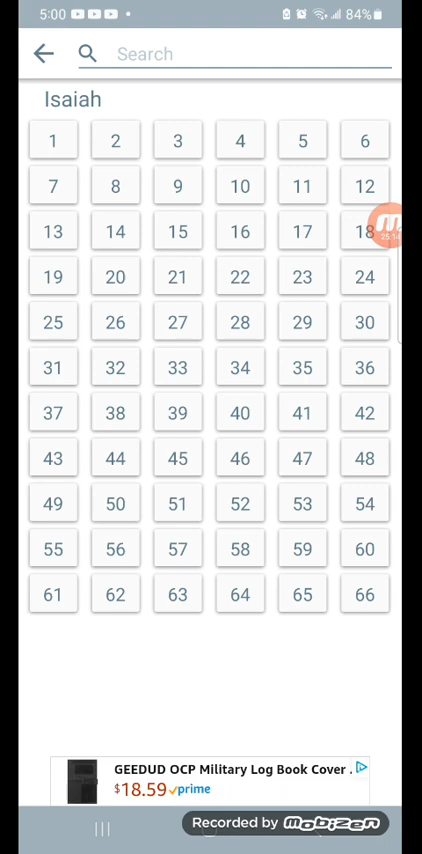 5:00 84%
Search
Isaiah
1 2 3 4 5 6
7 8 9 10 11 12
13 14 15 16 17 18
25:14
19 20 21 22 23 24
25 26 27 28 29 30
31 32 33 34 35 36
37 38 39 40 41 42
43 44 45 46 47 48
49 50 51 52 53 54
55 56 57 58 59 60
61 62 63 64 65 66
GEEDUD OCP Military Log Book Cover .
$18.59 prime
Recorded by mobizen